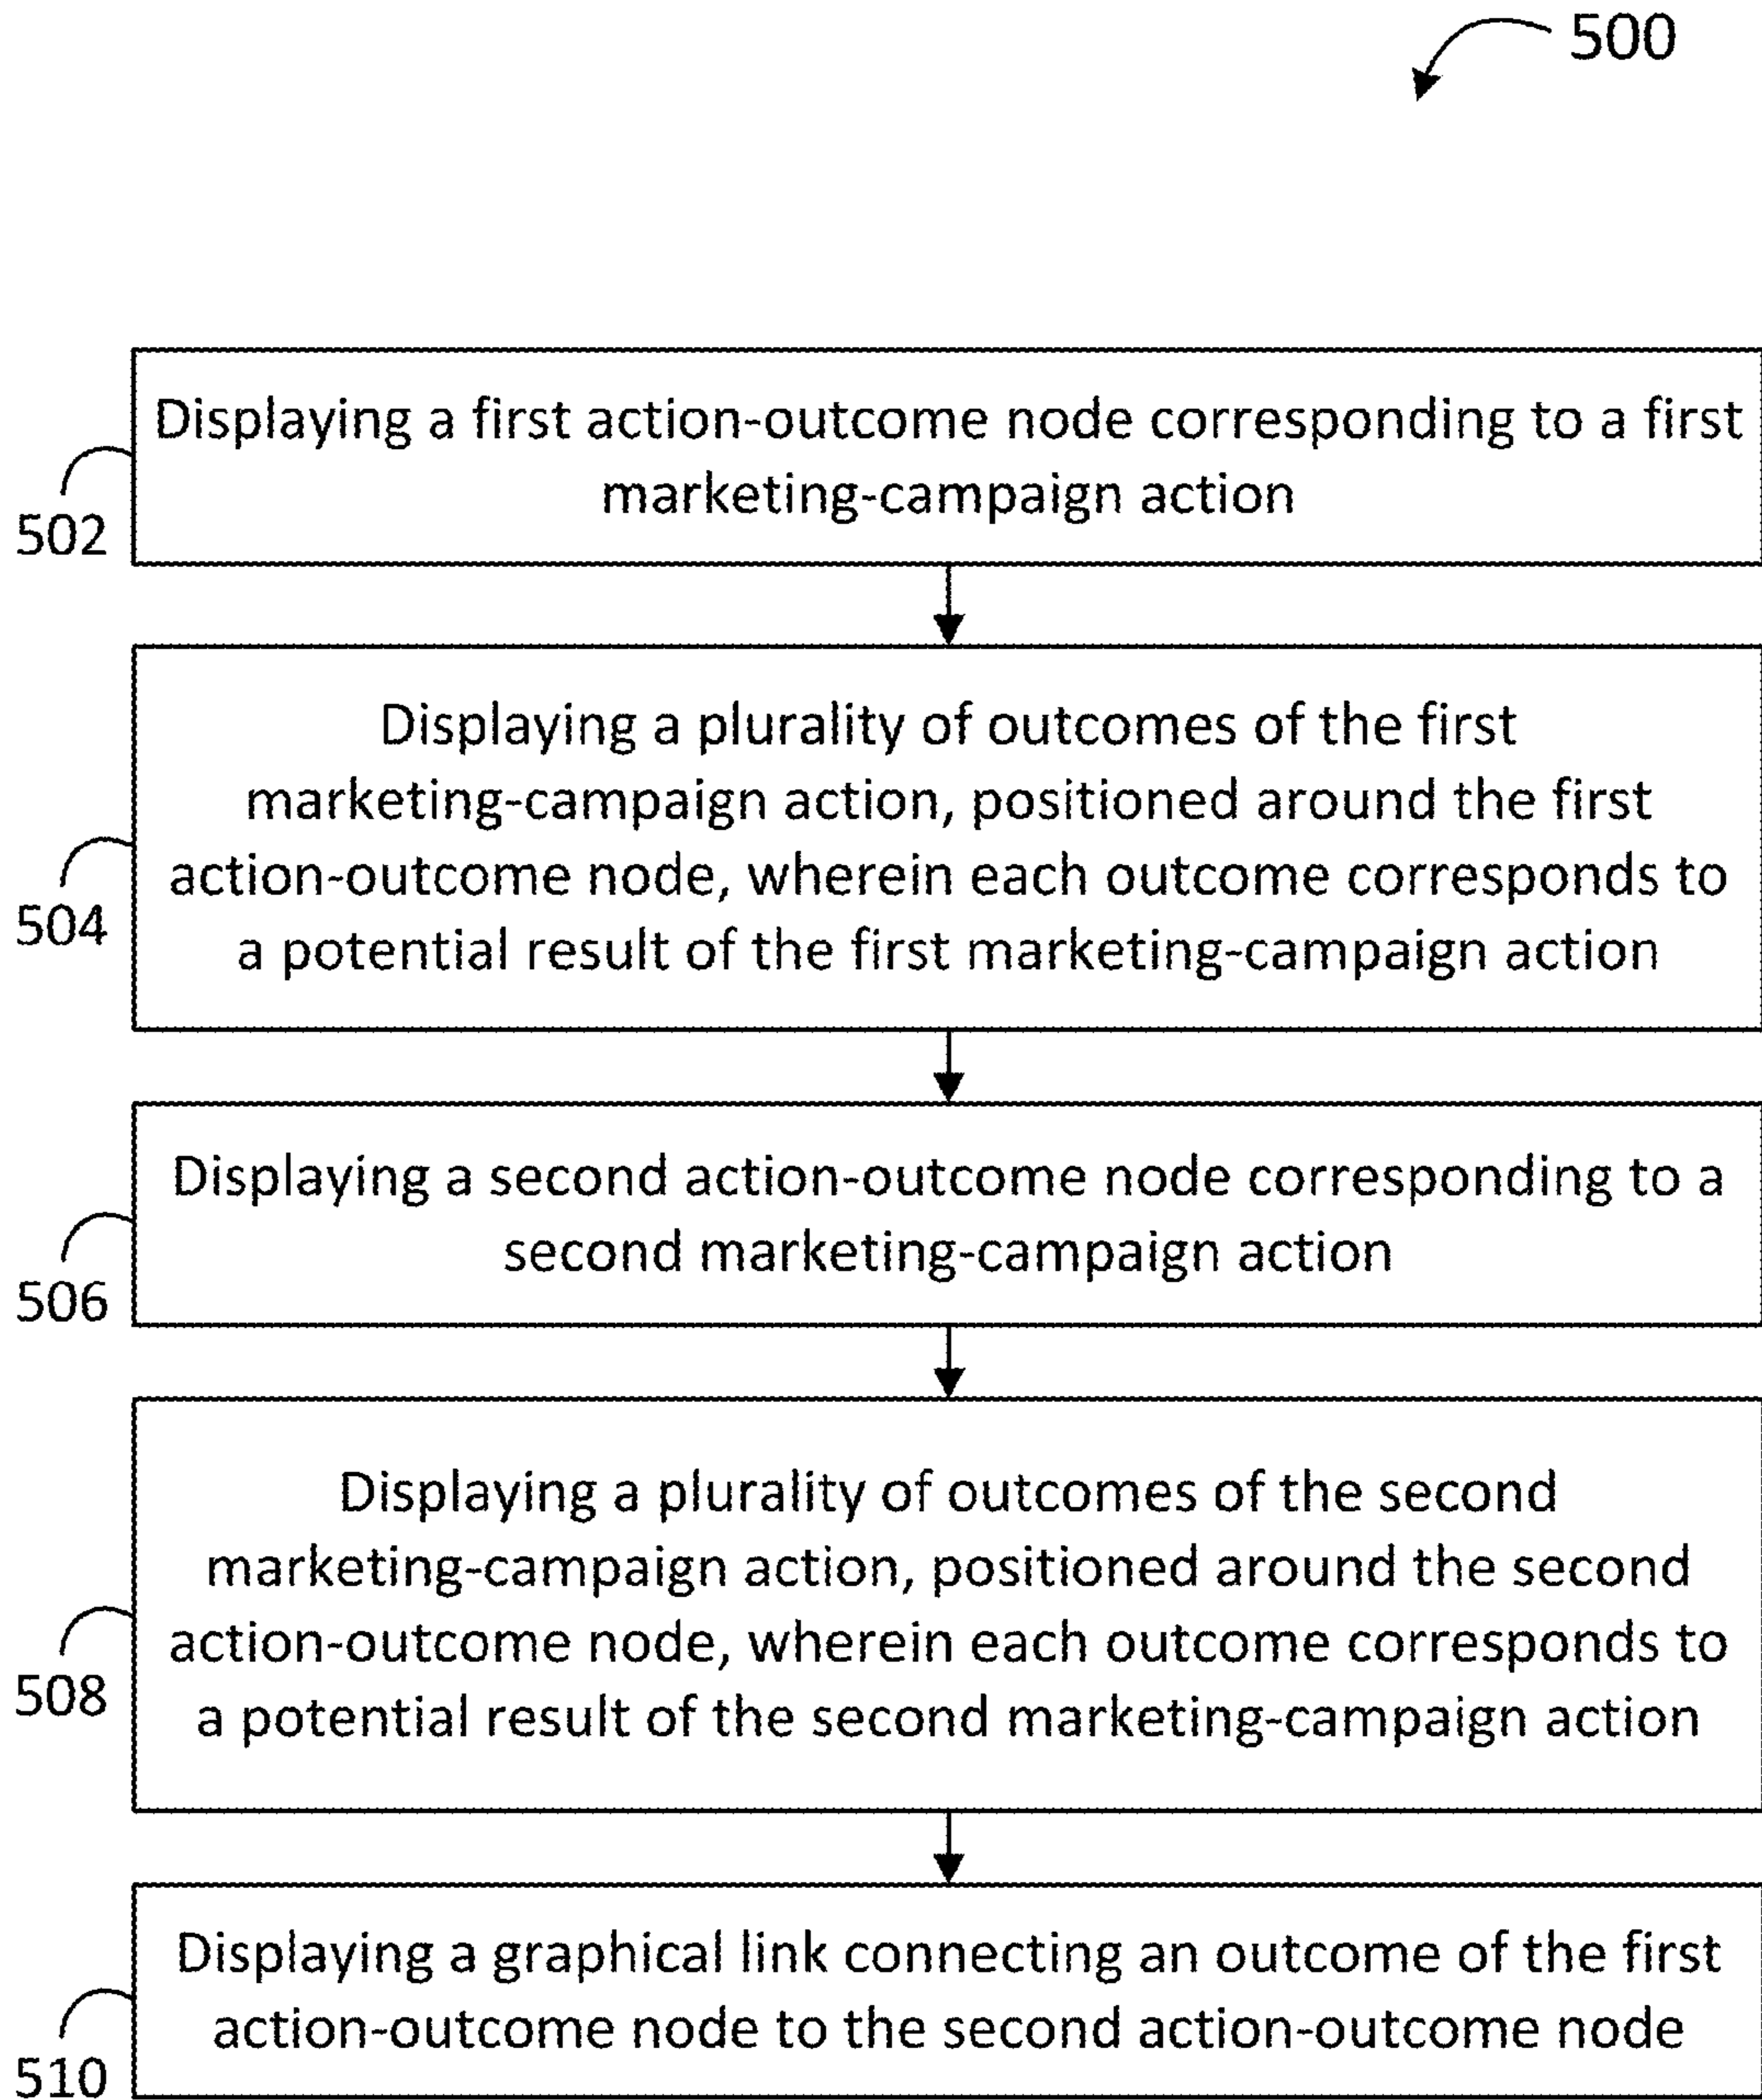 500
Displaying a first action-outcome node corresponding to a first
marketing-campaign action
502
Displaying a plurality of outcomes of the first
marketing-campaign action, positioned around the first
action-outcome node, wherein each outcome corresponds to
a potential result of the first marketing-campaign action
504
Displaying a second action-outcome node corresponding to a
second marketing-campaign action
506
Displaying a plurality of outcomes of the second
marketing-campaign action, positioned around the second
action-outcome node, wherein each outcome corresponds to
a potential result of the second marketing-campaign action
508
Displaying a graphical link connecting an outcome of the first
action-outcome node to the second action-outcome node
510